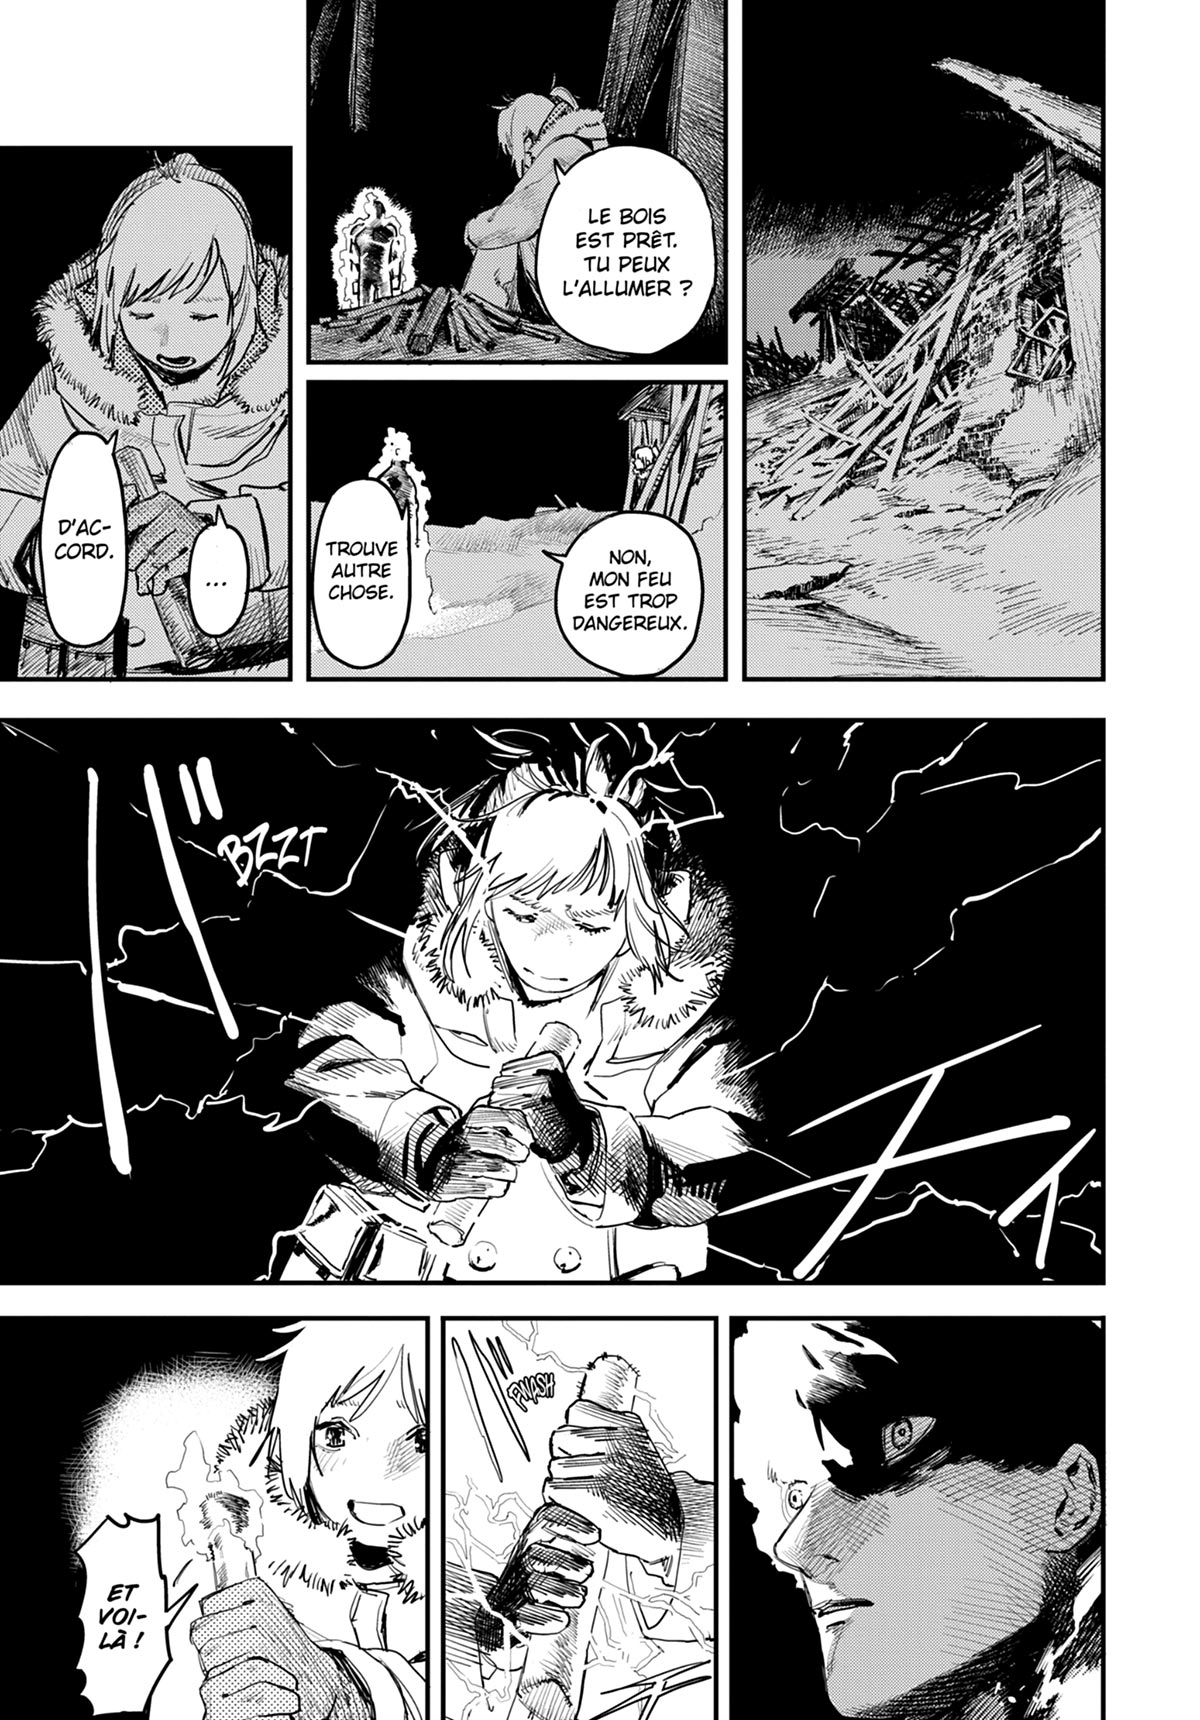 LE BOIS
EST PRÊT.
TU PEUX
L'ALLUMER ?
NON,
MON FEU
EST TROP
DANGEREUX.
TROUVE
AUTRE
CHOSE.
...
D'AC-
CORD.
BZZT
FWASH
ET
VOI-
LÀ !